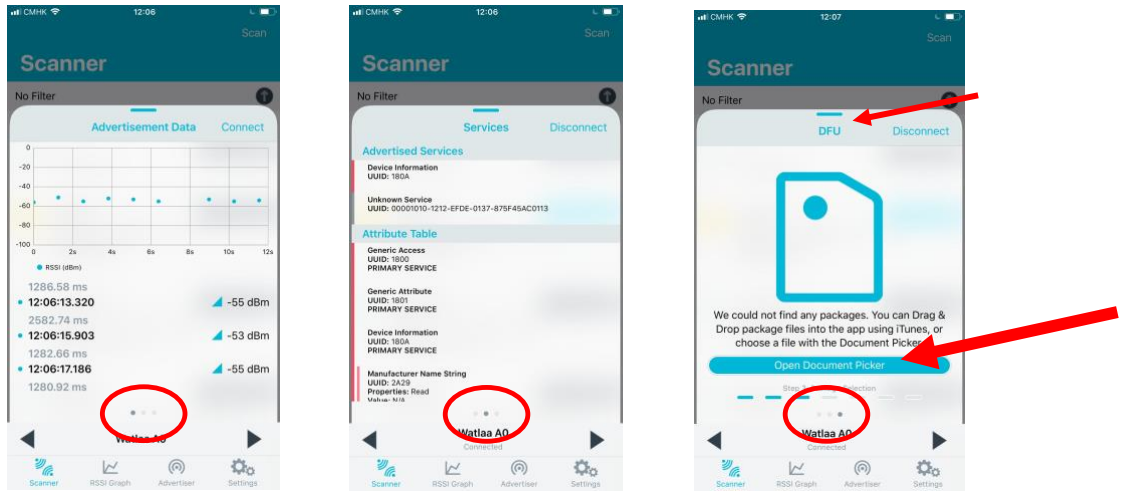 CMHK 12:06
Scan
Scanner
No Filter
Advertisement Data Connect
0
-20
-40
-60
-80
-100
0 2s 4s 6s 8s 10s 12s
RSSI (dBm)
1286.58 ms
12:06:13.320 -55 dBm
2582.74 ms
12:06:15.903 -53 dBm
1282.66 ms
12:06:17.186 -55 dBm
1280.92 ms
Watlaa A0
Scanner RSSI Graph Advertiser Settings
CMHK 12:06
Scan
Scanner
No Filter
Services Disconnect
Advertised Services
Device Information
UUID: 180A
Unknown Service
UUID: 00001010-1212-EFDE-0137-875F45AC0113
Attribute Table
Generic Access
UUID: 1800
PRIMARY SERVICE
Generic Attribute
UUID: 1801
PRIMARY SERVICE
Device Information
UUID: 180A
PRIMARY SERVICE
Manufacturer Name String
UUID: 2A29
Properties: Read
Value: N/A
Watlaa A0
Connected
Scanner RSSI Graph Advertiser Settings
CMHK 12:07
Scan
Scanner
No Filter
DFU Disconnect
We could not find any packages. You can Drag &
Drop package files into the app using iTunes, or
choose a file with the Document Picker
Open Document Picker
Selection
Watlaa A0
Connected
Scanner RSSI Graph Advertiser Settings